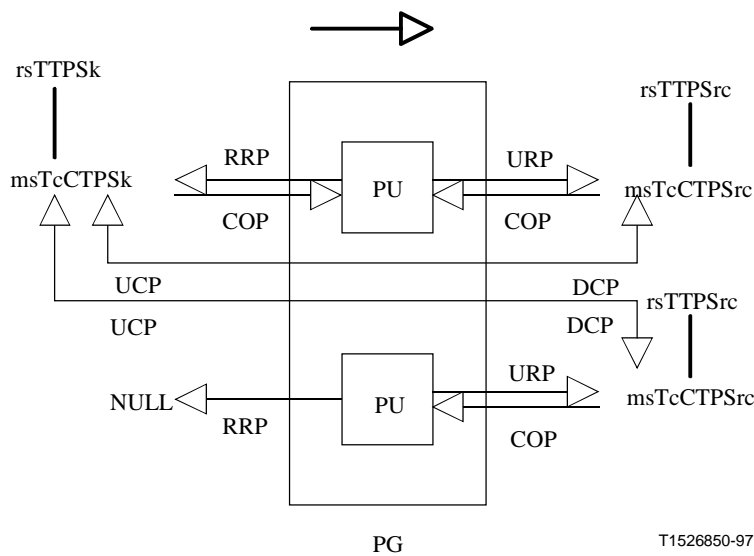 rsTTPSk
rsTTPSrc
RRP
URP
msTcCTPSk
PU
msTcCTPSrc
COP
COP
UCP
DCP
rsTTPSrc
UCP
DCP
URP
NULL
PU
msTcCTPSrc
RRP
COP
PG
T1526850-97